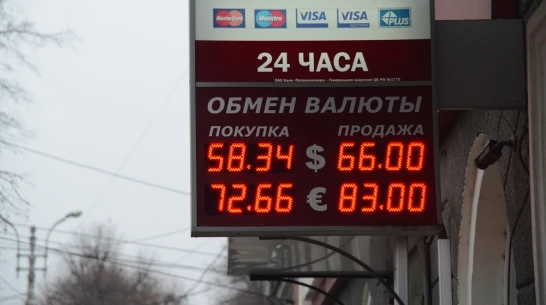 MasterCard Maestro VISA VISA PLUS
24 ЧАСА
ОБМЕН ВАЛЮТЫ
ПОКУПКА ПРОДАЖА
58.34 $ 66.00
72.66 € 83.00